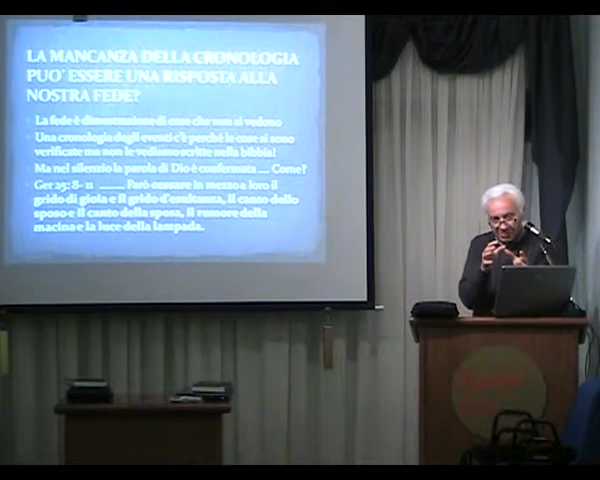 LA MANCANZA DELLA CRONOLOGIA
PUO' ESSERE UNA RISPOSTA ALLA
NOSTRA FEDE?
La fede è dimostrazione di cose che non si vedono
Una cronologia degli eventi c'è perché le cose si sono
verificate ma non le vediamo scritte nella bibbia!
Ma nel silenzio la parola di Dio è confermata .... Come?
Ger 25: 8- 11 ........ Farò cessare in mezzo a loro il
grido di gioia e il grido d'esultanza, il canto dello
sposo e il canto della sposa, il rumore della
macina e la luce della lampada.